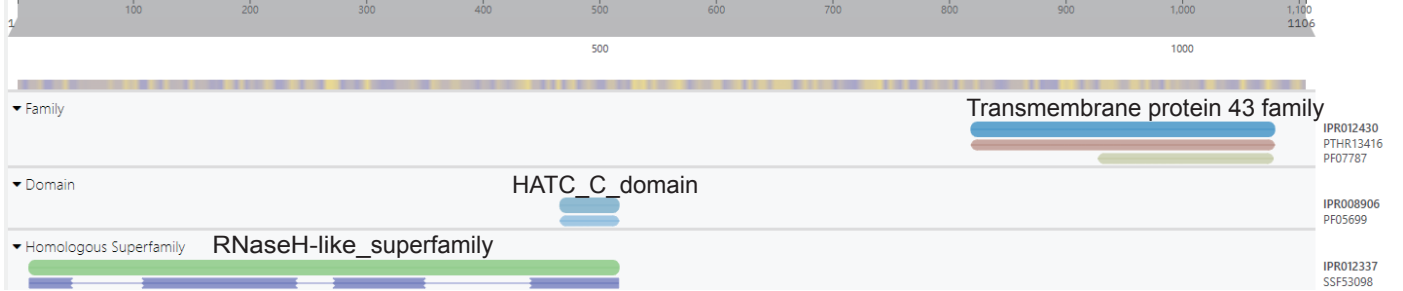 100 200 300 400 500 600 700 800 900 1,000 1,100
1 1106
500 1000
Family Transmembrane protein 43 family
IPR012430
PTHR13416
PF07787
Domain HATC_C_domain
IPR008906
PF05699
Homologous Superfamily RNaseH-like_superfamily
IPR012337
SSF53098